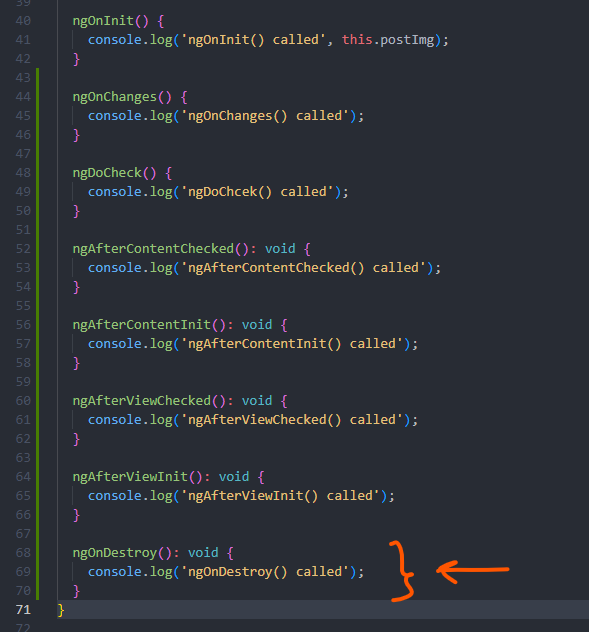 39
40 ngOnInit() {
41 console.log('ngOnInit() called', this.postImg);
42 }
43
44 ngOnChanges() {
45 console.log('ngOnChanges() called');
46 }
47
48 ngDoCheck() {
49 console.log('ngDoChcek() called');
50 }
51
52 ngAfterContentChecked(): void {
53 console.log('ngAfterContentChecked() called');
54 }
55
56 ngAfterContentInit(): void {
57 console.log('ngAfterContentInit() called');
58 }
59
60 ngAfterViewChecked(): void {
61 console.log('ngAfterViewChecked() called');
62 }
63
64 ngAfterViewInit(): void {
65 console.log('ngAfterViewInit() called');
66 }
67
68 ngOnDestroy(): void {
69 console.log('ngOnDestroy() called');
70 }
71 }
72